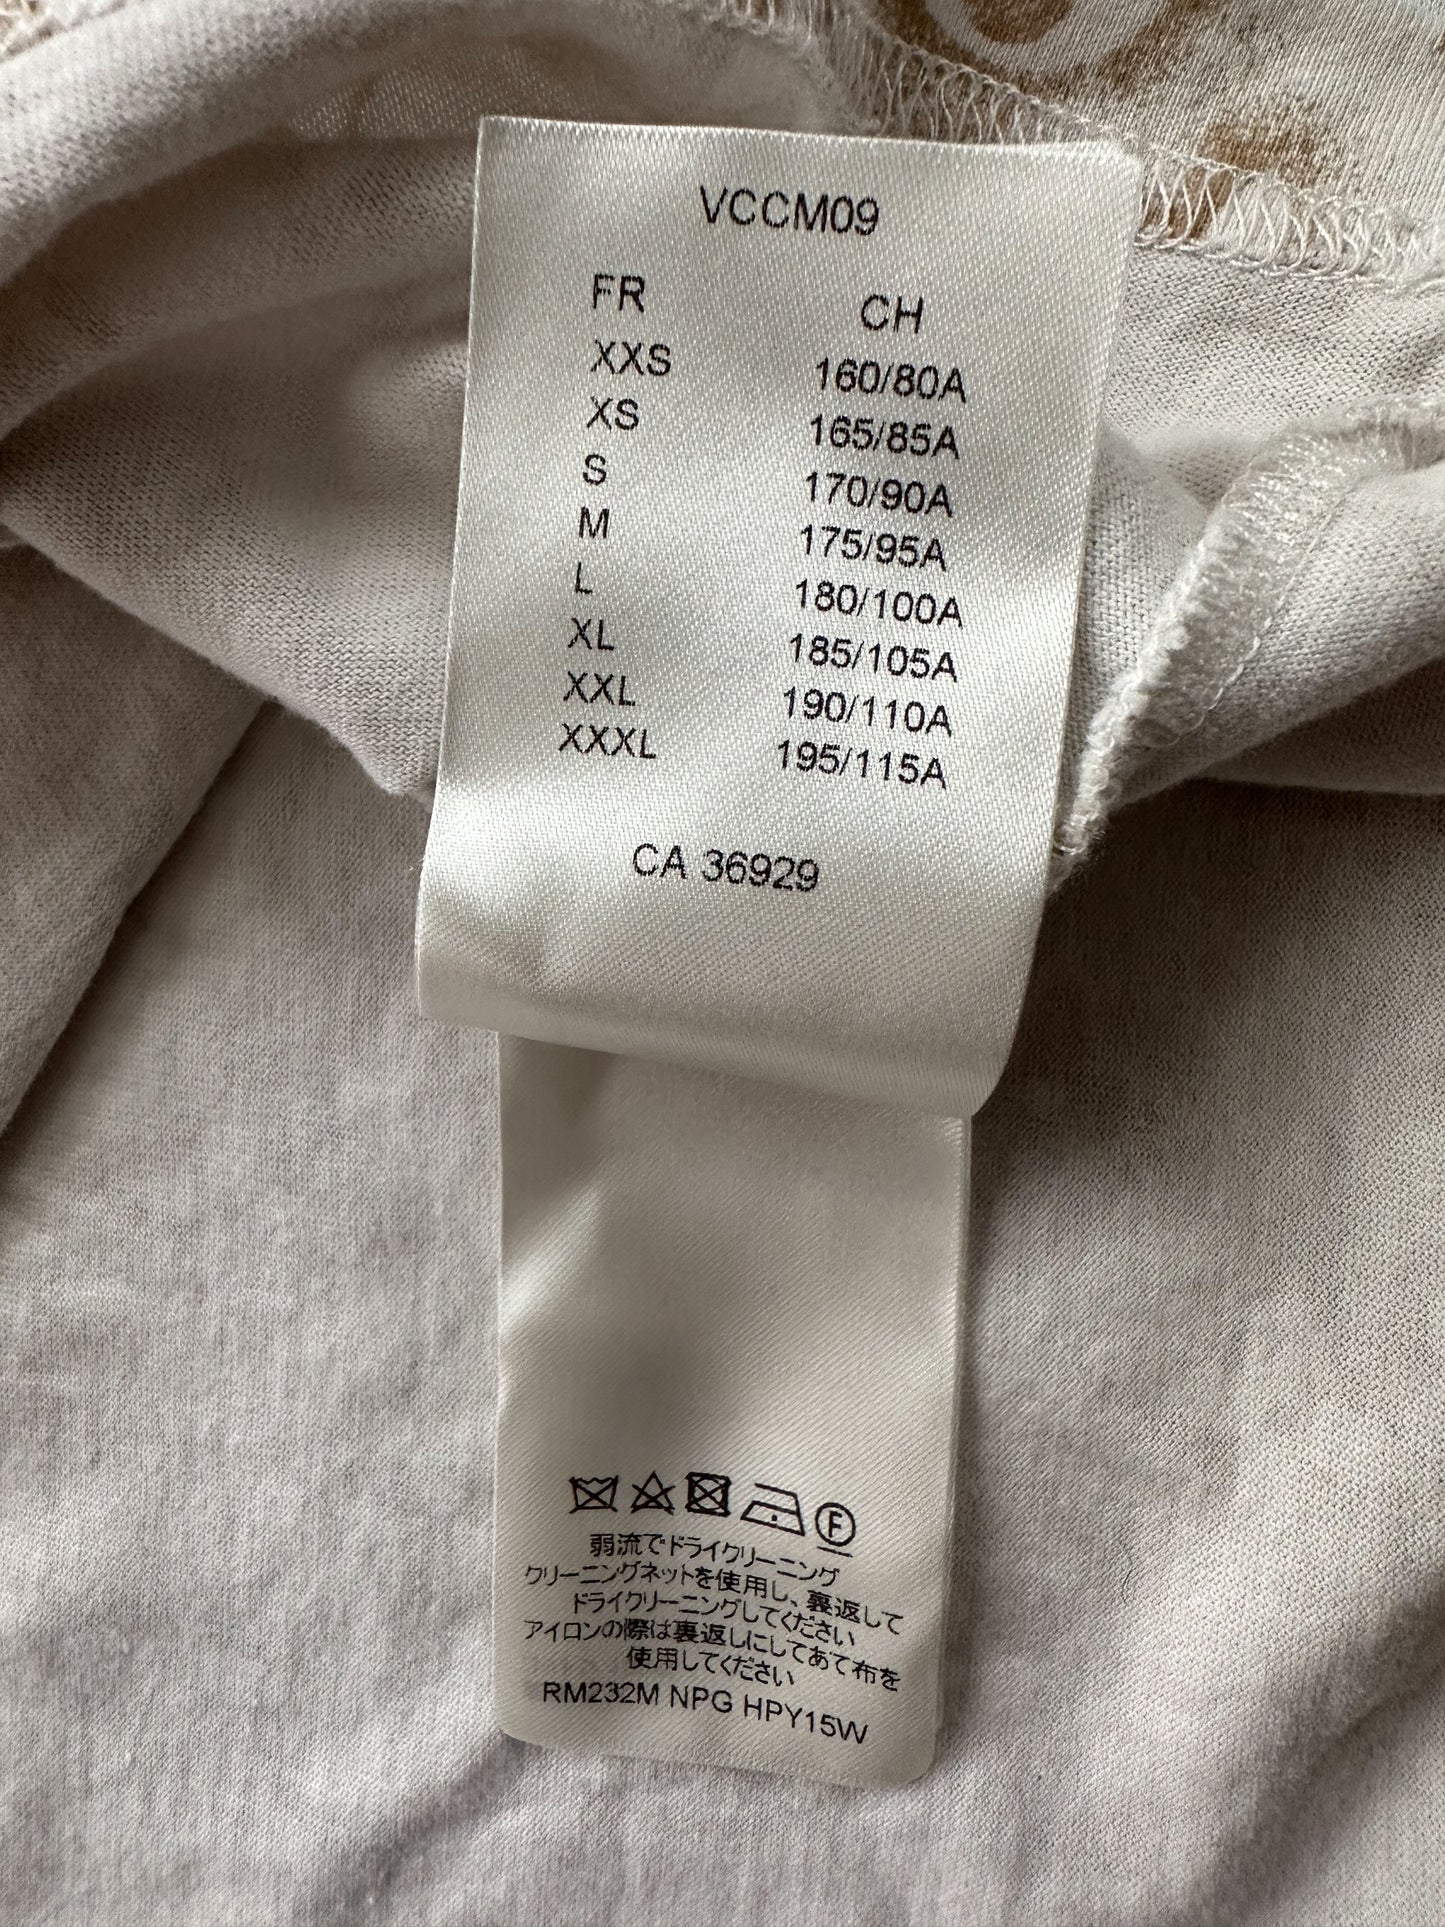 VCCM09
FR CH
XXS 160/80A
XS 165/85A
S 170/90A
M 175/95A
L 180/100A
XL 185/105A
XXL 190/110A
XXXL 195/115A
CA 36929
F
弱流でドライクリーニング
クリーニングネットを使用し、裏返して
ドライクリーニングしてください
アイロンの際は裏返しにしてあて布を
使用してください
RM232M NPG HPY15W